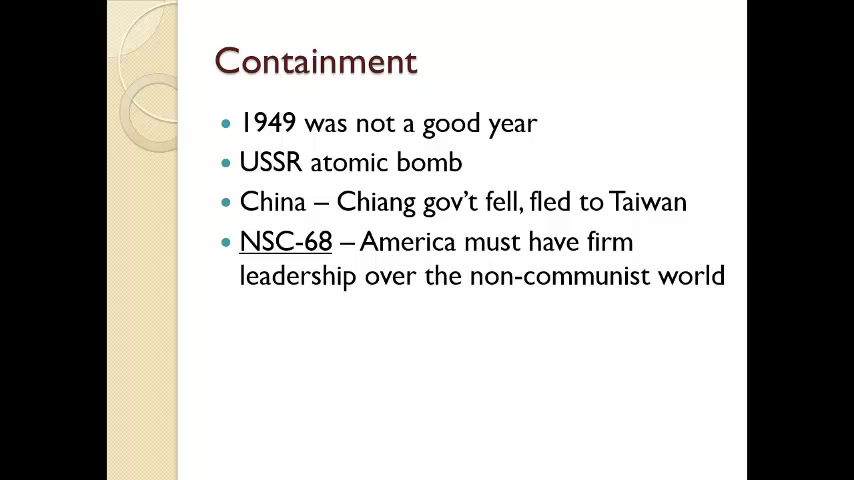 Containment
• 1949 was not a good year
• USSR atomic bomb
• China – Chiang gov’t fell, fled to Taiwan
• NSC-68 – America must have firm
leadership over the non-communist world